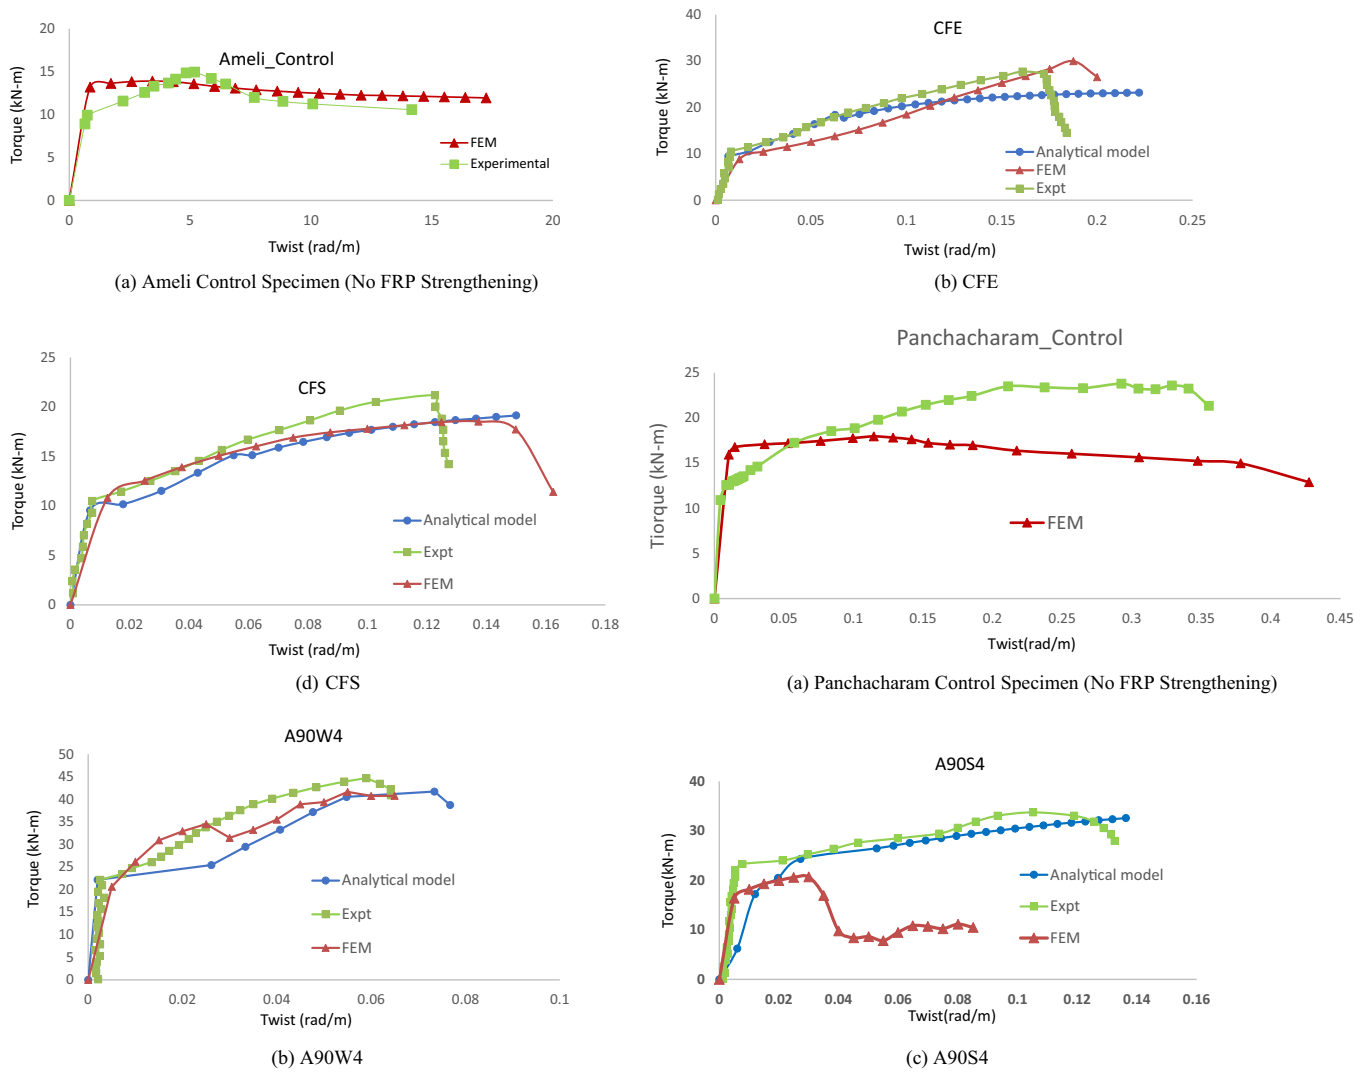 Ameli_Control
Torque (kN-m)
20
15
10
5
0
FEM
Experimental
0 5 10 15 20
Twist (rad/m)
(a) Ameli Control Specimen (No FRP Strengthening)
CFE
Torque (kN-m)
40
30
20
10
0
Analytical model
FEM
Expt
0 0.05 0.1 0.15 0.2 0.25
Twist (rad/m)
(b) CFE
CFS
Torque (kN-m)
25
20
15
10
5
0
Analytical model
Expt
FEM
0 0.02 0.04 0.06 0.08 0.1 0.12 0.14 0.16 0.18
Twist (rad/m)
(d) CFS
Panchacharam_Control
Tiorque (kN-m)
25
20
15
10
5
0
FEM
0 0.05 0.1 0.15 0.2 0.25 0.3 0.35 0.4 0.45
Twist(rad/m)
(a) Panchacharam Control Specimen (No FRP Strengthening)
A90W4
Torque (kN-m)
50
45
40
35
30
25
20
15
10
5
0
Analytical model
Expt
FEM
0 0.02 0.04 0.06 0.08 0.1
Twist (rad/m)
(b) A90W4
A90S4
Torque(kN-m)
40
30
20
10
0
Analytical model
Expt
FEM
0 0.02 0.04 0.06 0.08 0.1 0.12 0.14 0.16
Twist(rad/m)
(c) A90S4